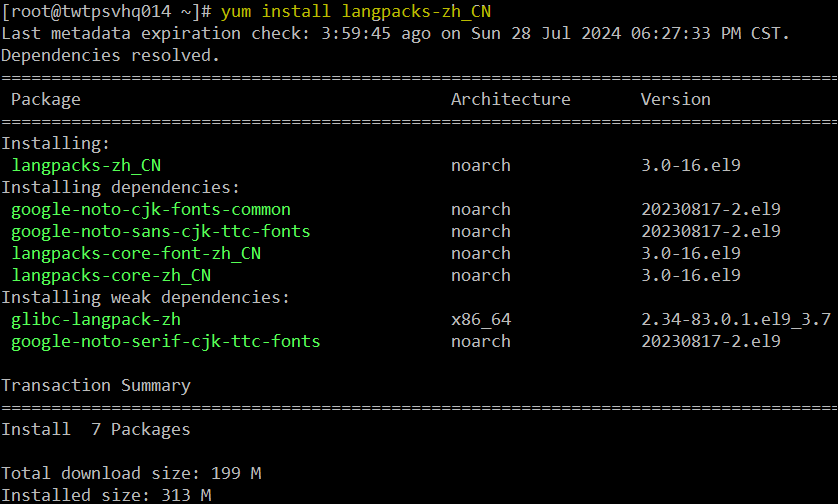 [root@twtpsvhq014 ~]# yum install langpacks-zh_CN
Last metadata expiration check: 3:59:45 ago on Sun 28 Jul 2024 06:27:33 PM CST.
Dependencies resolved.
================================================================================
Package Architecture Version
================================================================================
Installing:
langpacks-zh_CN noarch 3.0-16.el9
Installing dependencies:
google-noto-cjk-fonts-common noarch 20230817-2.el9
google-noto-sans-cjk-ttc-fonts noarch 20230817-2.el9
langpacks-core-font-zh_CN noarch 3.0-16.el9
langpacks-core-zh_CN noarch 3.0-16.el9
Installing weak dependencies:
glibc-langpack-zh x86_64 2.34-83.0.1.el9_3.7
google-noto-serif-cjk-ttc-fonts noarch 20230817-2.el9
Transaction Summary
================================================================================
Install 7 Packages
Total download size: 199 M
Installed size: 313 M